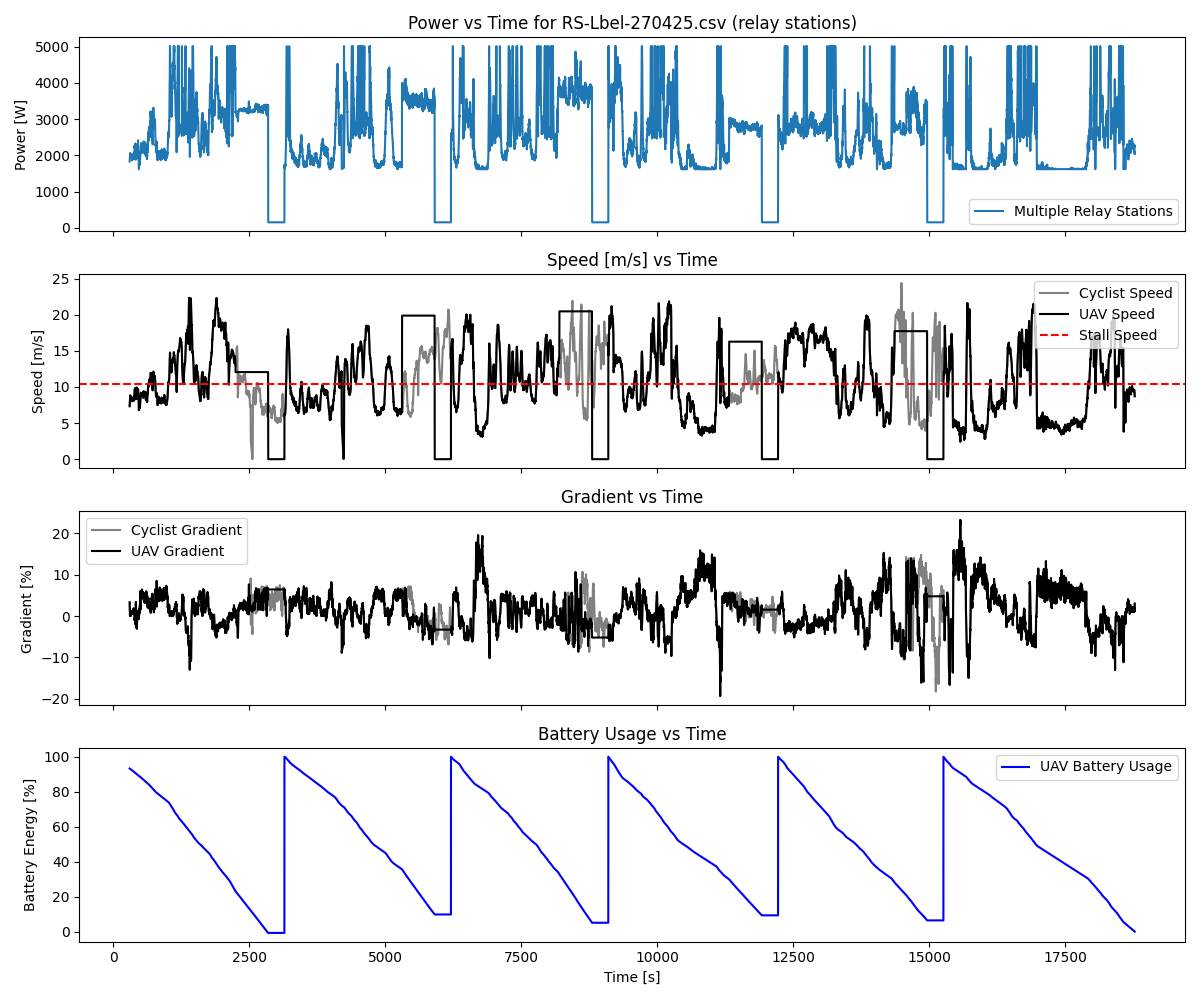 Power vs Time for RS-Lbel-270425.csv (relay stations)
5000
4000
3000
2000
1000
0
Power [W]
Multiple Relay Stations
Speed [m/s] vs Time
25
20
15
10
5
0
Speed [m/s]
Cyclist Speed
UAV Speed
Stall Speed
Gradient vs Time
20
10
0
−10
−20
Gradient [%]
Cyclist Gradient
UAV Gradient
Battery Usage vs Time
100
80
60
40
20
0
Battery Energy [%]
UAV Battery Usage
0 2500 5000 7500 10000 12500 15000 17500
Time [s]